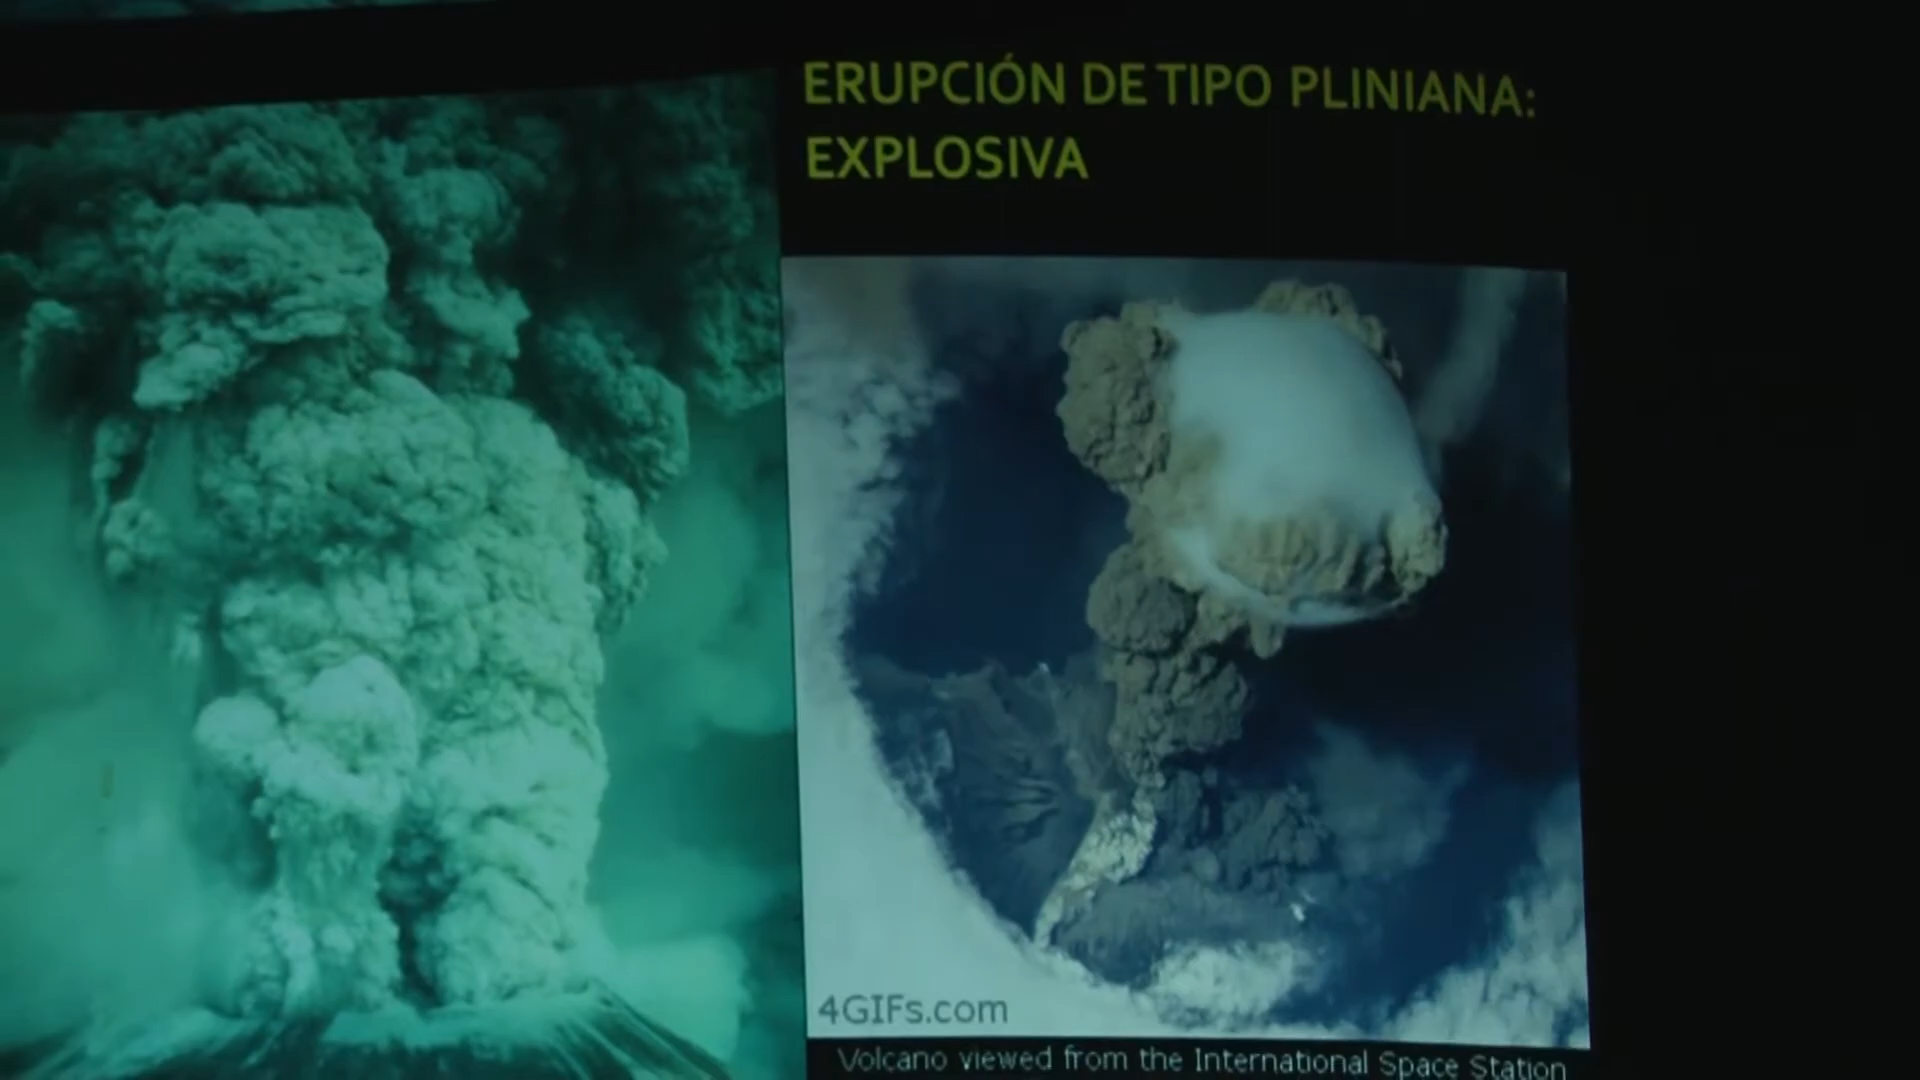 ERUPCIÓN DE TIPO PLINIANA:
EXPLOSIVA
4GIFs.com
Volcano viewed from the International Space Station